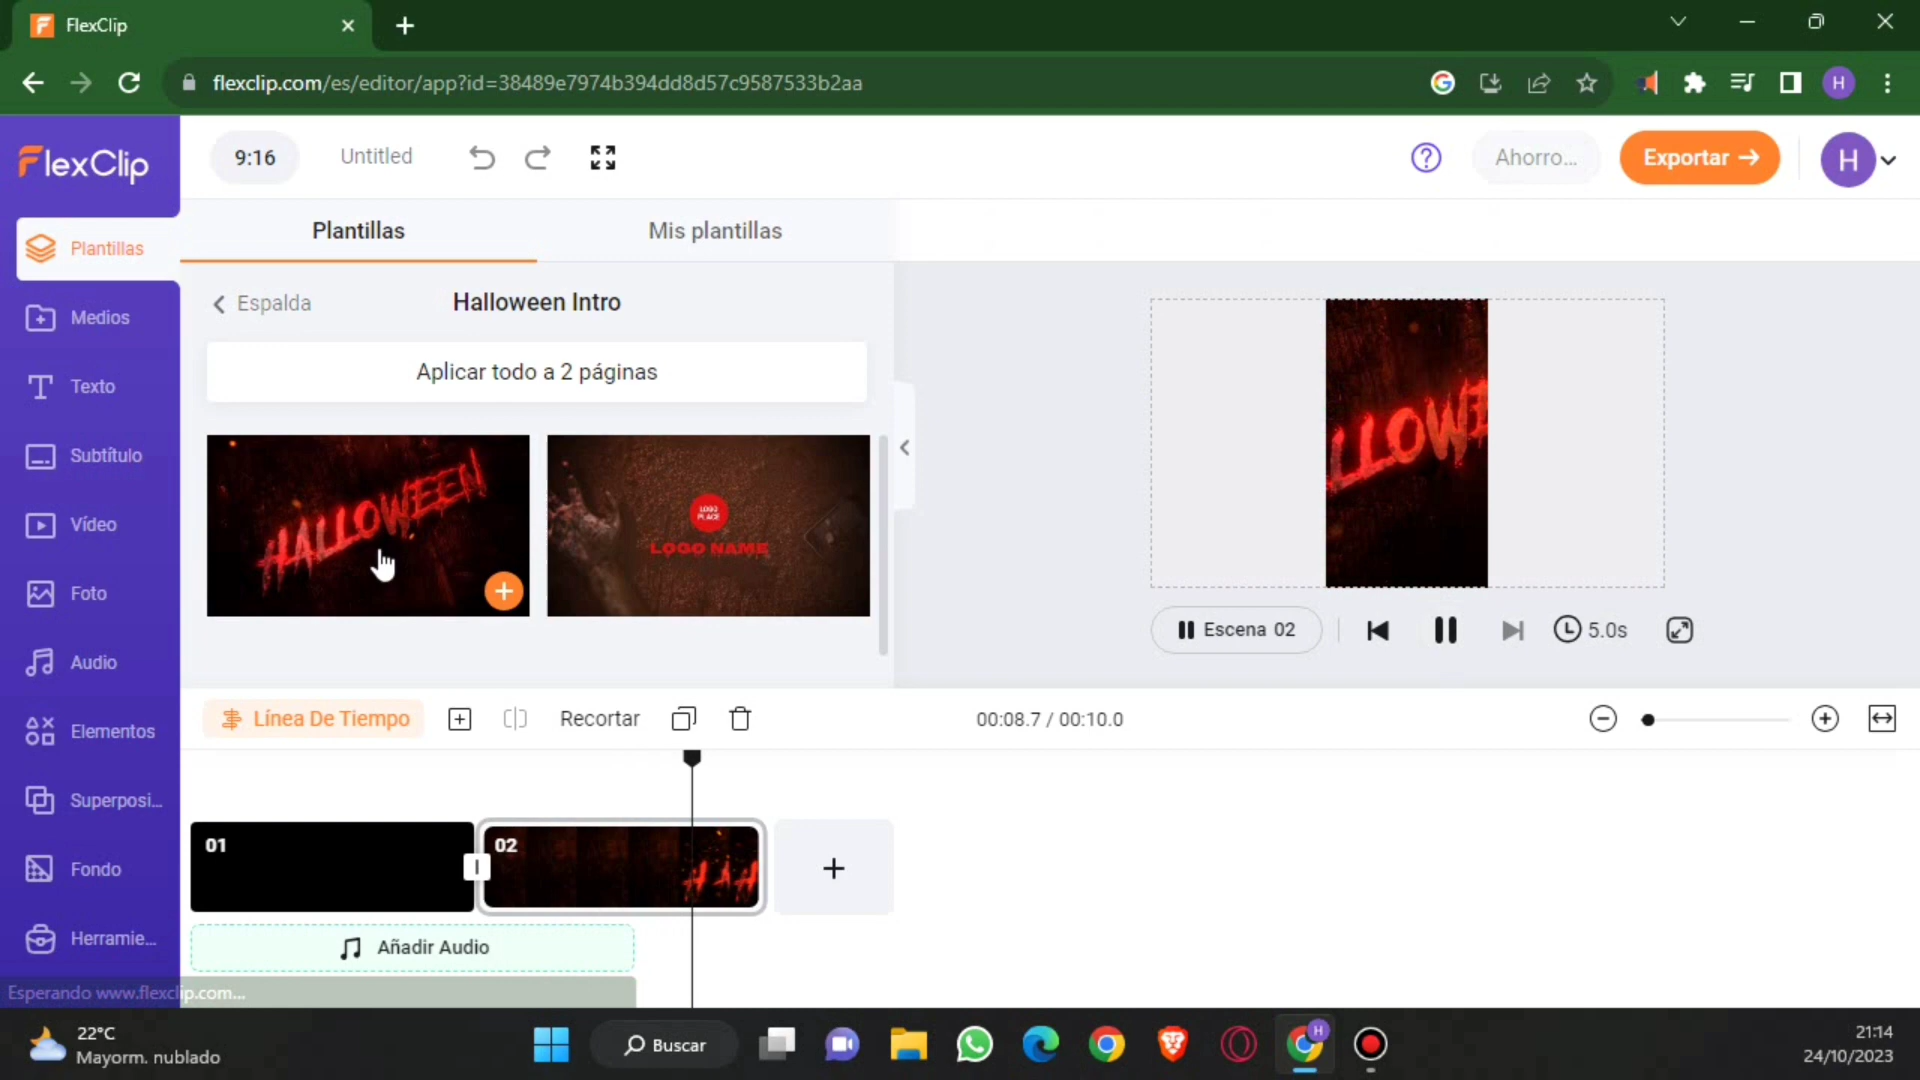 FlexClip
flexclip.com/es/editor/app?id=38489e7974b394dd8d57c9587533b2aa
H
FlexClip
9:16
Untitled
Ahorro...
Exportar →
H
Plantillas
Medios
Texto
Subtítulo
Vídeo
Foto
Audio
Elementos
Superposi...
Fondo
Herramie...
Plantillas
Mis plantillas
Espalda
Halloween Intro
Aplicar todo a 2 páginas
HALLOWEEN
LOGO
PLACE
LOGO NAME
LLOWE
Escena 02
5.0s
Línea De Tiempo
Recortar
00:08.7 / 00:10.0
01
02
Añadir Audio
Esperando www.flexclip.com...
22°C
Mayorm. nublado
Buscar
H
21:14
24/10/2023